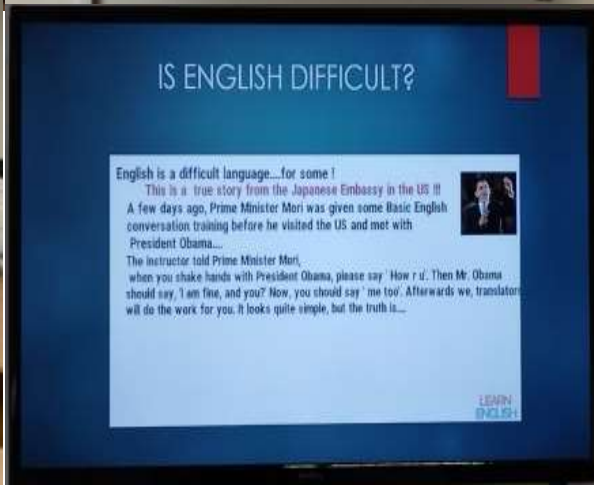 IS ENGLISH DIFFICULT?
English is a difficult language....for some !
This is a true story from the Japanese Embassy in the US !!!
A few days ago, Prime Minister Mori was given some Basic English
conversation training before he visited the US and met with
President Obama....
The instructor told Prime Minister Mori,
when you shake hands with President Obama, please say ' How r u'. Then Mr. Obama
should say, 'I am fine, and you? Now, you should say ' me too'. Afterwards we, translators
will do the work for you. It looks quite simple, but the truth is....
LEARN
ENGLISH